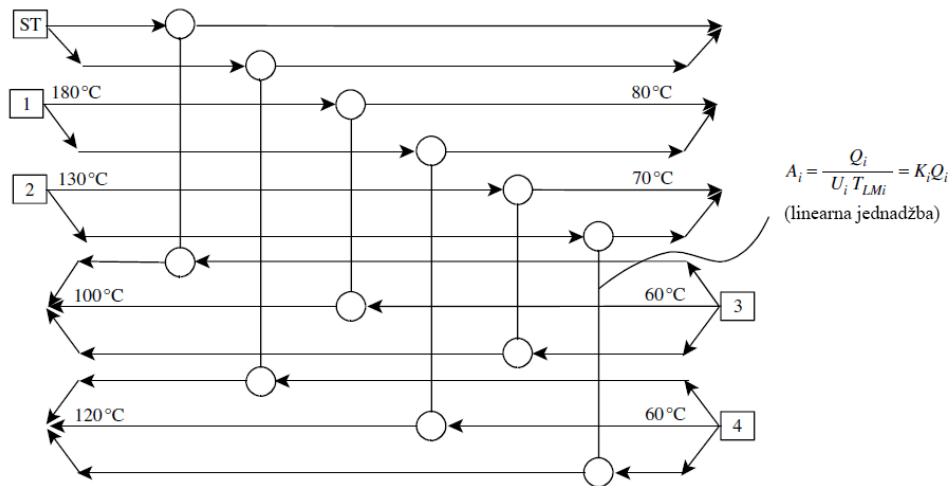 ST
180°C
80°C
1
130°C
70°C
2
A_i = Q_i / (U_i T_LMi) = K_i Q_i
(linearna jednadžba)
100°C
60°C
3
120°C
60°C
4